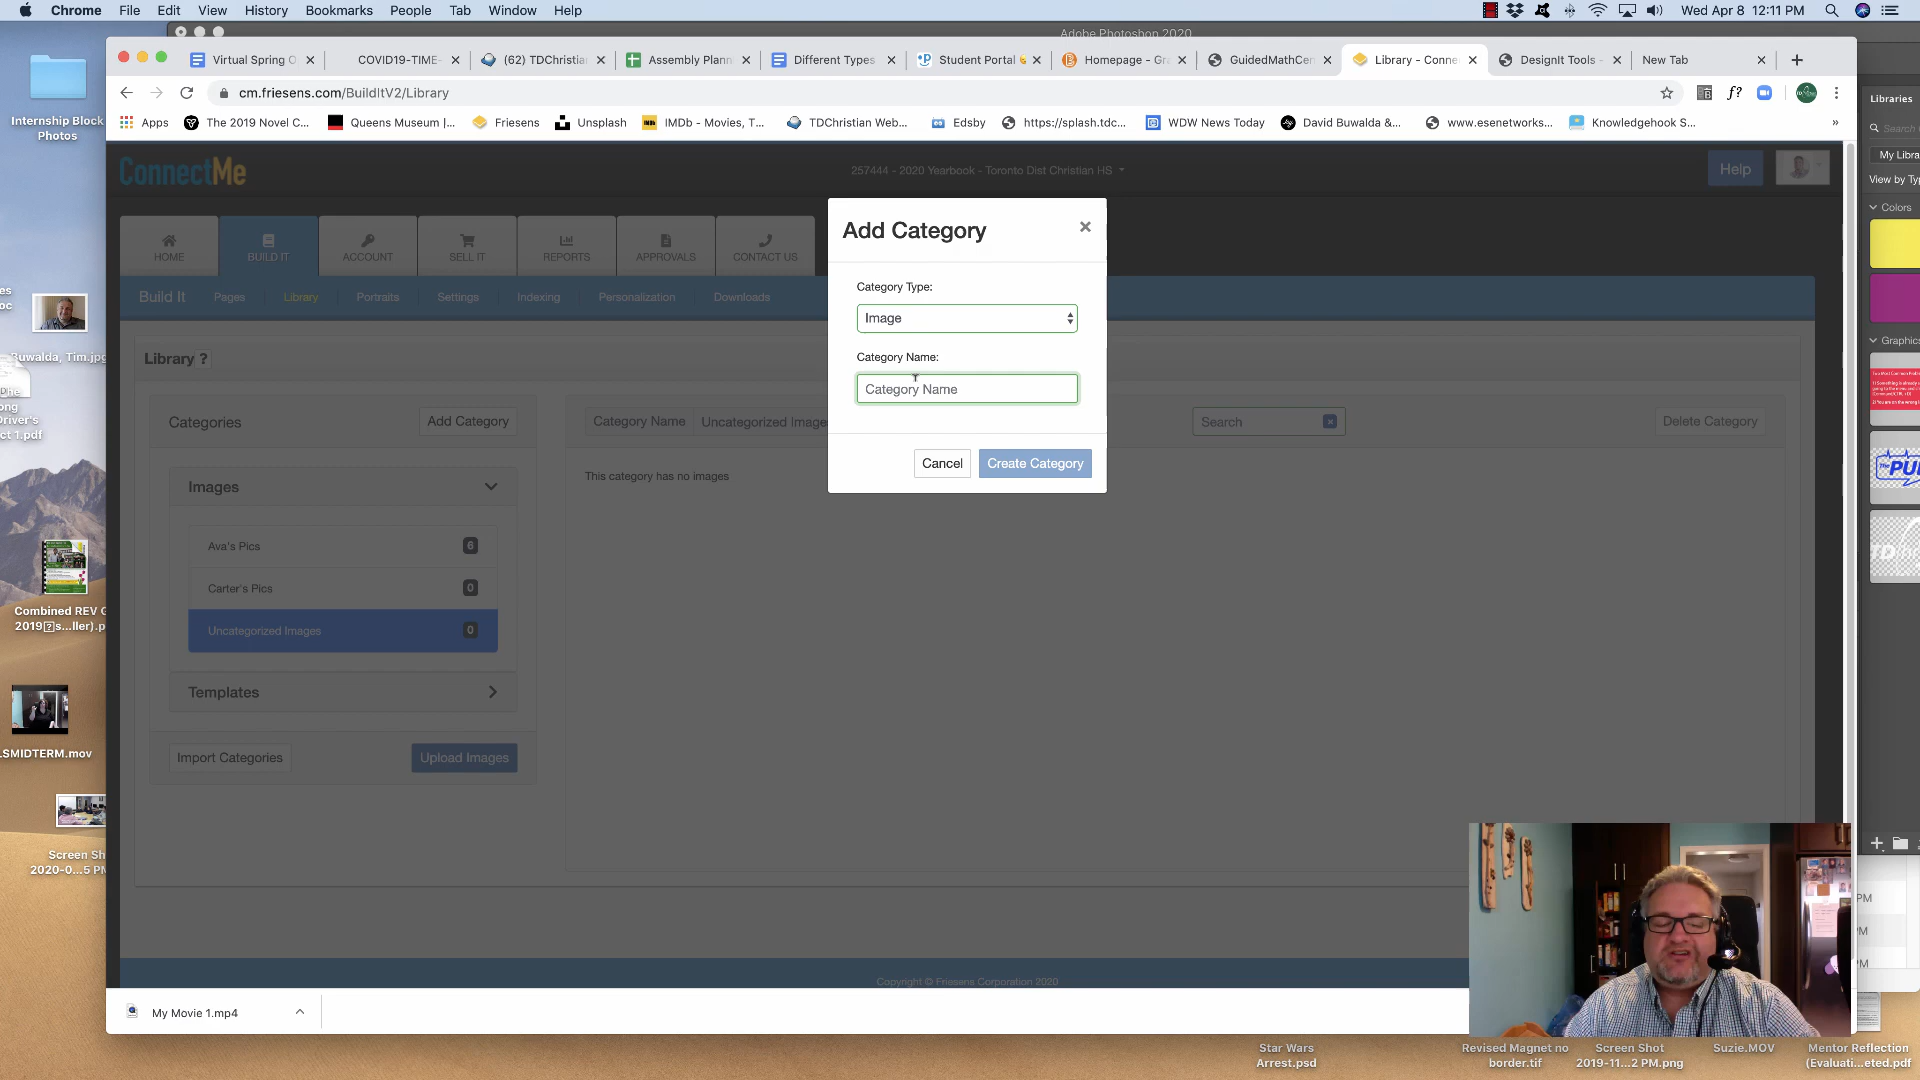 Chrome File Edit View History Bookmarks People Tab Window Help Wed Apr 8 12:11 PM
Adobe Photoshop 2020
Virtual Spring O COVID19-TIME- (62) TDChristia Assembly Plann Different Types Student Portal Homepage - Gr GuidedMathCen Library - Conne DesignIt Tools - New Tab
cm.friesens.com/BuildItV2/Library
Apps The 2019 Novel C... Queens Museum |... Friesens Unsplash IMDb - Movies, T... TDChristian Web... Edsby https://splash.tdc... WDW News Today David Buwalda &... www.esenetworks... Knowledgehook S...
ConnectMe
257444 - 2020 Yearbook - Toronto Dist Christian HS
Help
HOME BUILD IT ACCOUNT SELL IT REPORTS APPROVALS CONTACT US
Build It Pages Library Portraits Settings Indexing Personalization Downloads
Library ?
Categories
Add Category
Images
Ava's Pics 6
Carter's Pics 0
Uncategorized Images 0
Templates
Import Categories
Upload Images
Category Name Uncategorized Image
Search
Delete Category
This category has no images
Add Category
Category Type:
Image
Category Name:
Category Name
Cancel
Create Category
Copyright © Friesens Corporation 2020
My Movie 1.mp4
Internship Block
Photos
Buwalda, Tim.jpg
Driver's
ct 1.pdf
Combined REV G
LSMIDTERM.mov
Screen Sh
2020-0...5 PM
Libraries
Search
My Libra
View by Ty
Colors
Graphics
PM
PM
PM
Star Wars
Arrest.psd
Revised Magnet no
border.tif
Screen Shot
2019-11...2 PM.png
Suzie.MOV
Mentor Reflection
(Evaluati...eted.pdf